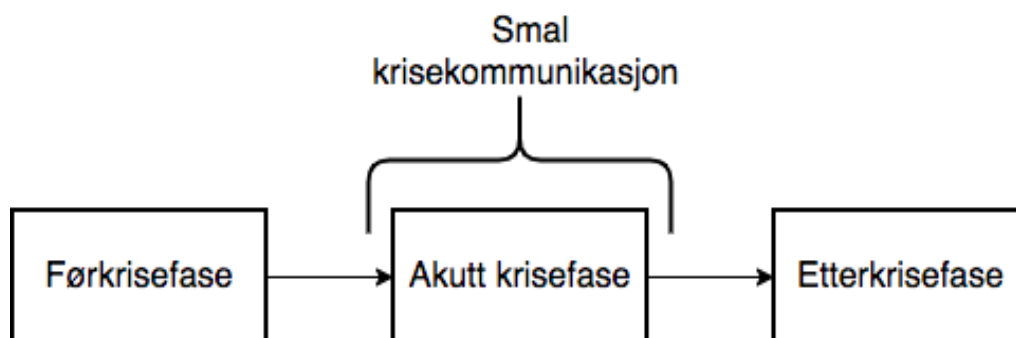 Smal
krisekommunikasjon
Førkrisefase
Akutt krisefase
Etterkrisefase